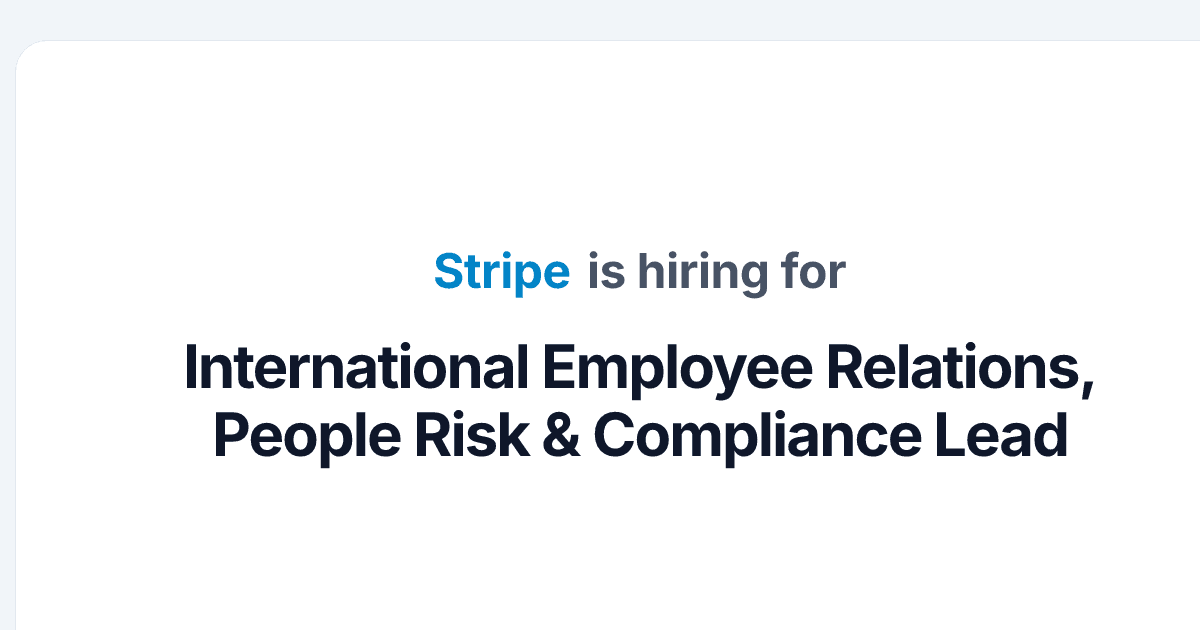 Stripe is hiring for
International Employee Relations,
People Risk & Compliance Lead